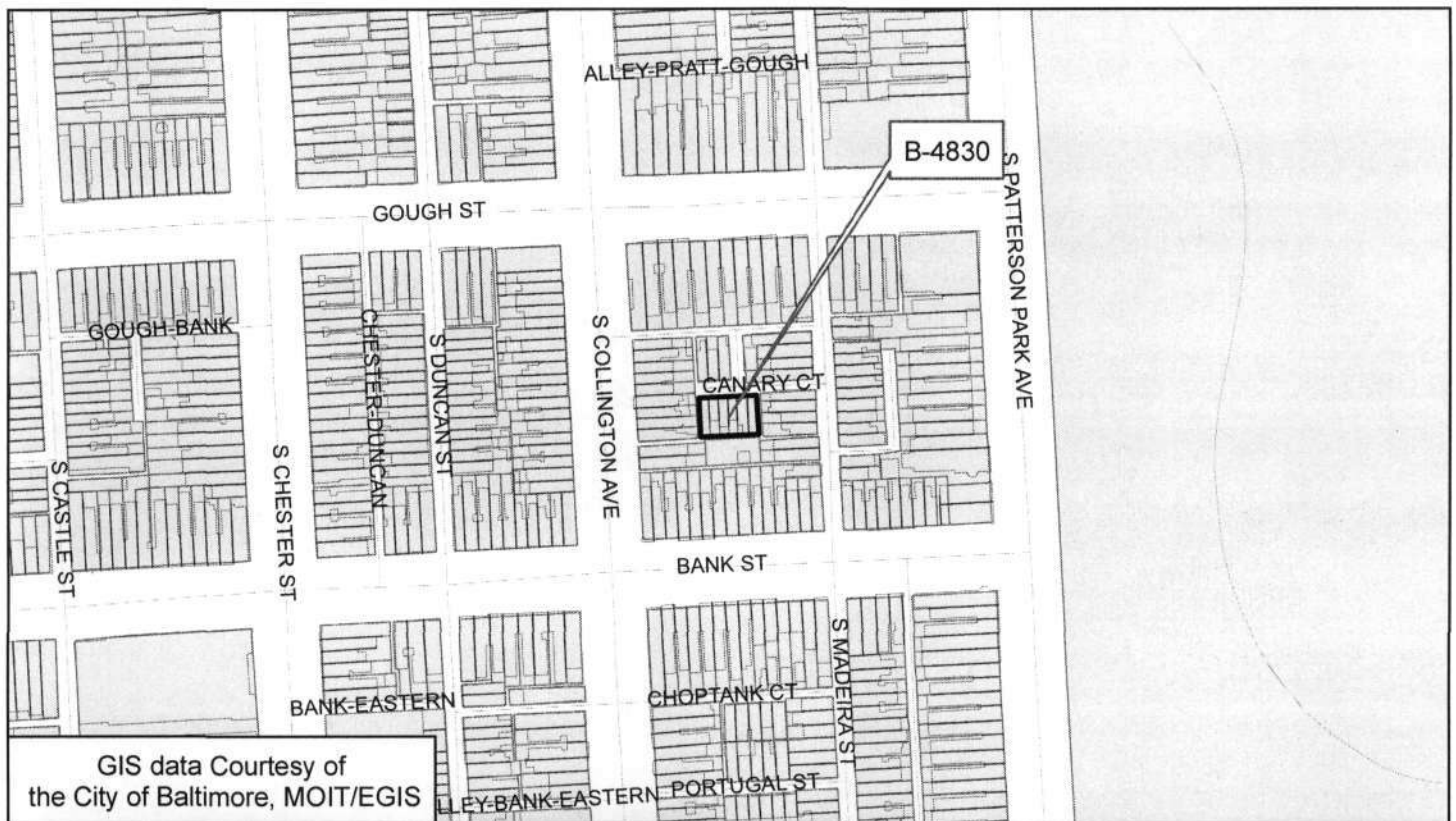 ALLEY-PRATT-GOUGH
B-4830
S PATTERSON PARK AVE
GOUGH ST
GOUGH-BANK
CHESTER-DUNCAN
S DUNCAN ST
S COLLINGTON AVE
CANARY CT
S CASTLE ST
S CHESTER ST
BANK ST
S MADEIRA ST
BANK-EASTERN
CHOPTANK CT
GIS data Courtesy of
the City of Baltimore, MOIT/EGIS
LLEY-BANK-EASTERN
PORTUGAL ST